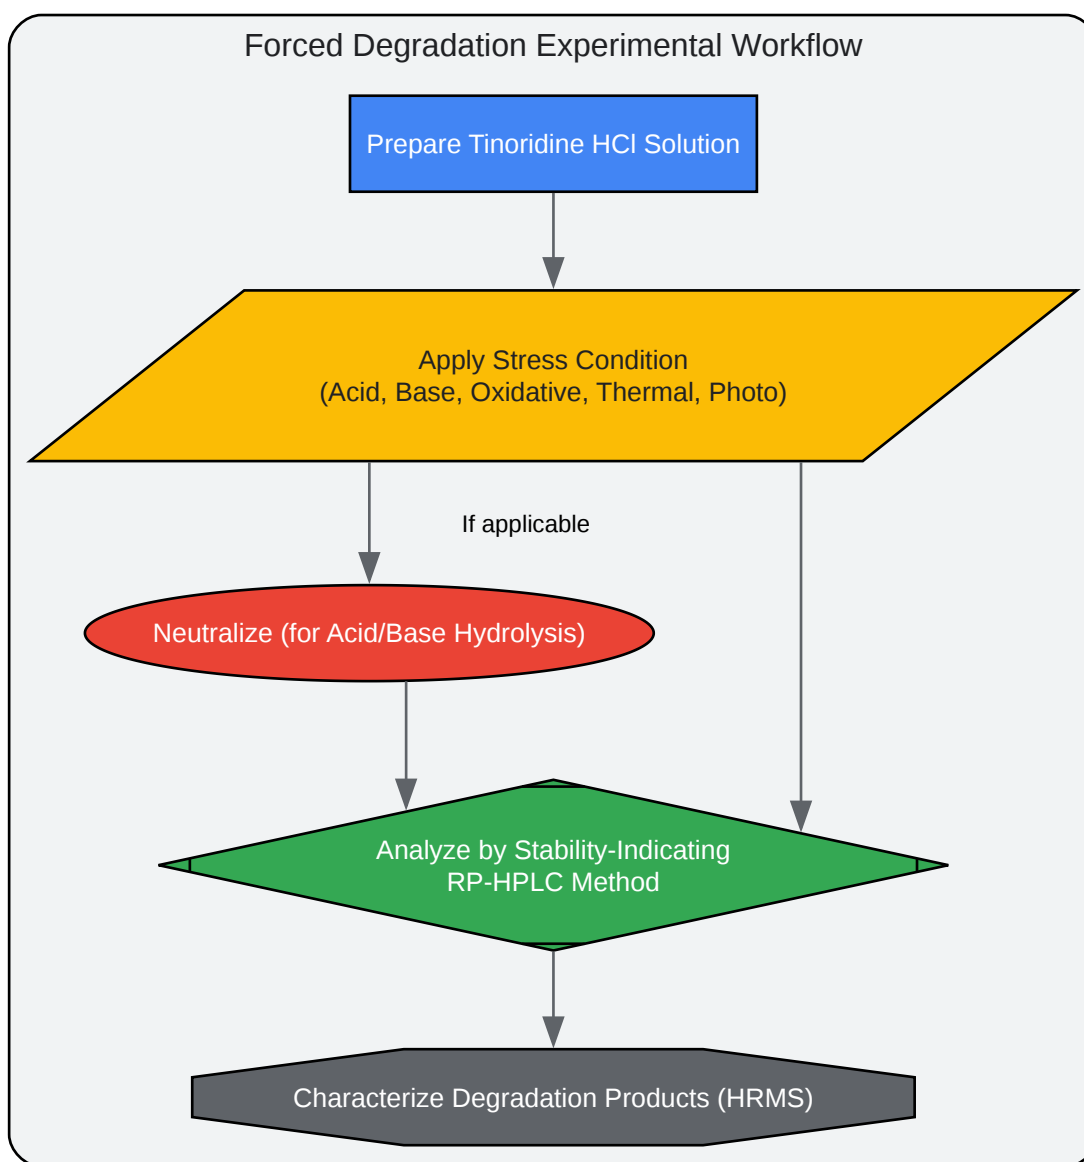 Forced Degradation Experimental Workflow
Prepare Tinoridine HCl Solution
Apply Stress Condition
(Acid, Base, Oxidative, Thermal, Photo)
If applicable
Neutralize (for Acid/Base Hydrolysis)
Analyze by Stability-Indicating
RP-HPLC Method
Characterize Degradation Products (HRMS)